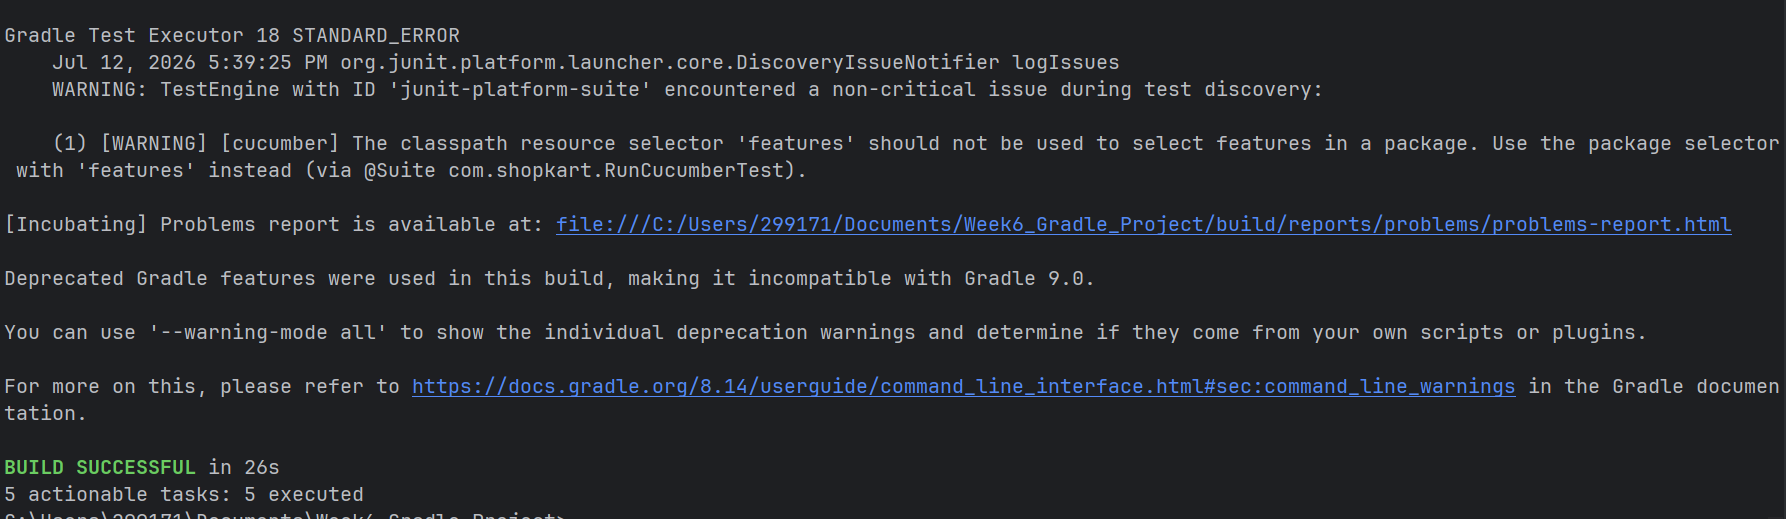 Gradle Test Executor 18 STANDARD_ERROR
Jul 12, 2026 5:39:25 PM org.junit.platform.launcher.core.DiscoveryIssueNotifier logIssues
WARNING: TestEngine with ID 'junit-platform-suite' encountered a non-critical issue during test discovery:
(1) [WARNING] [cucumber] The classpath resource selector 'features' should not be used to select features in a package. Use the package selector
with 'features' instead (via @Suite com.shopkart.RunCucumberTest).
[Incubating] Problems report is available at: file:///C:/Users/299171/Documents/Week6_Gradle_Project/build/reports/problems/problems-report.html
Deprecated Gradle features were used in this build, making it incompatible with Gradle 9.0.
You can use '--warning-mode all' to show the individual deprecation warnings and determine if they come from your own scripts or plugins.
For more on this, please refer to https://docs.gradle.org/8.14/userguide/command_line_interface.html#sec:command_line_warnings in the Gradle documen
tation.
BUILD SUCCESSFUL in 26s
5 actionable tasks: 5 executed
C:\Users\299171\Documents\Week6_Gradle_Project>